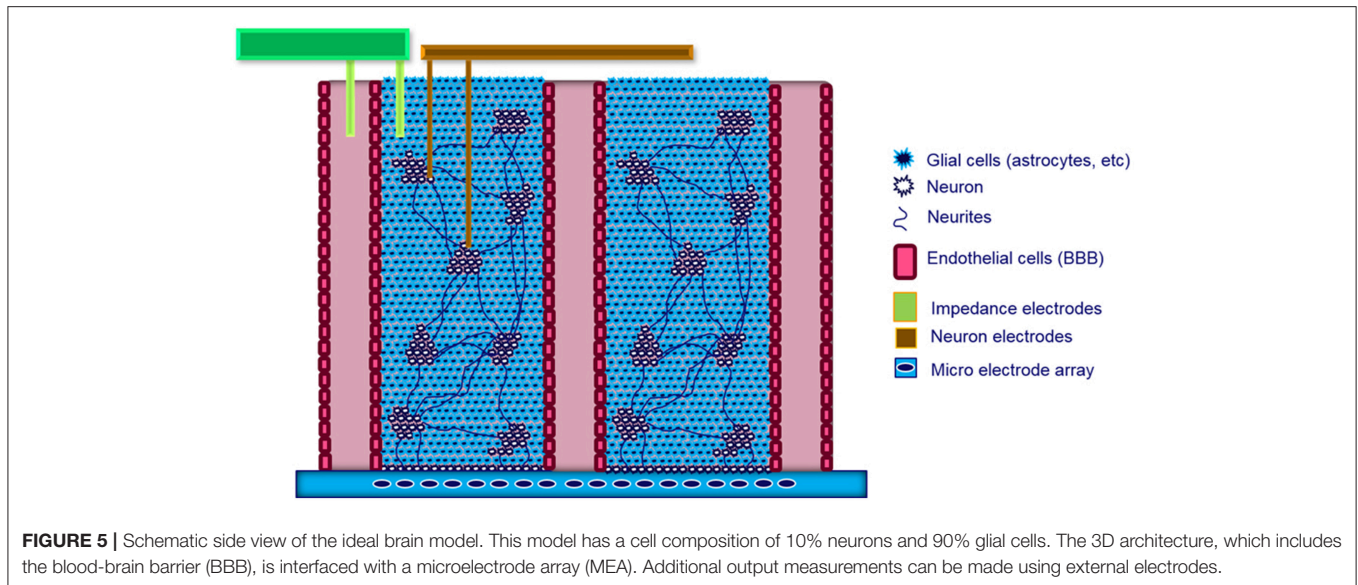 Glial cells (astrocytes, etc)
Neuron
Neurites
Endothelial cells (BBB)
Impedance electrodes
Neuron electrodes
Micro electrode array
FIGURE 5 | Schematic side view of the ideal brain model. This model has a cell composition of 10% neurons and 90% glial cells. The 3D architecture, which includes
the blood-brain barrier (BBB), is interfaced with a microelectrode array (MEA). Additional output measurements can be made using external electrodes.